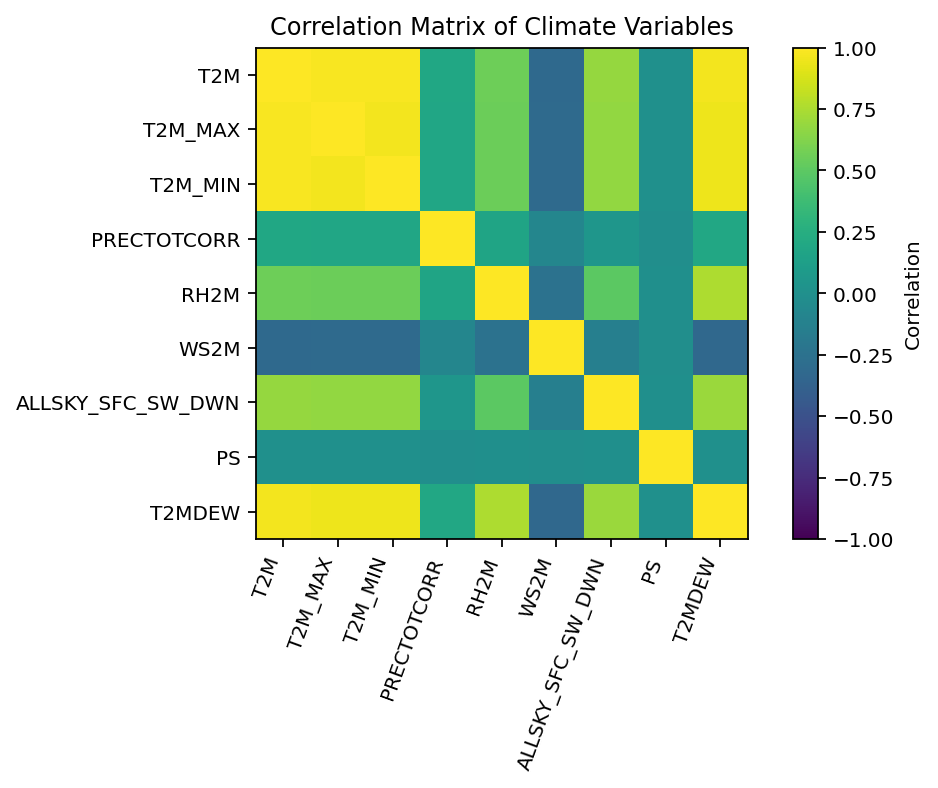 Correlation Matrix of Climate Variables
T2M
T2M_MAX
T2M_MIN
PRECTOTCORR
RH2M
WS2M
ALLSKY_SFC_SW_DWN
PS
T2MDEW
T2M
T2M_MAX
T2M_MIN
PRECTOTCORR
RH2M
WS2M
ALLSKY_SFC_SW_DWN
PS
T2MDEW
1.00
0.75
0.50
0.25
0.00
−0.25
−0.50
−0.75
−1.00
Correlation